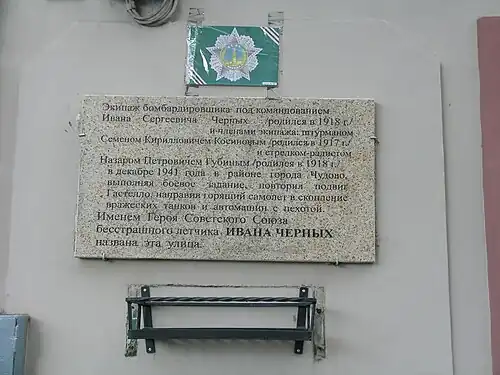 Экипаж бомбардировщика под командованием
Ивана Сергеевича Черных /родился в 1918 г./
и членами экипажа: штурманом
Семеном Кирилловичем Косиновым /родился в 1917 г./
и стрелком-радистом
Назаром Петровичем Губиным /родился в 1918 г./
в декабре 1941 года в районе города Чудово,
выполняя боевое задание, повторил подвиг
Гастелло, направив горящий самолет в скопление
вражеских танков и автомашин с пехотой.
Именем Героя Советского Союза
бесстрашного летчика ИВАНА ЧЕРНЫХ
названа эта улица.